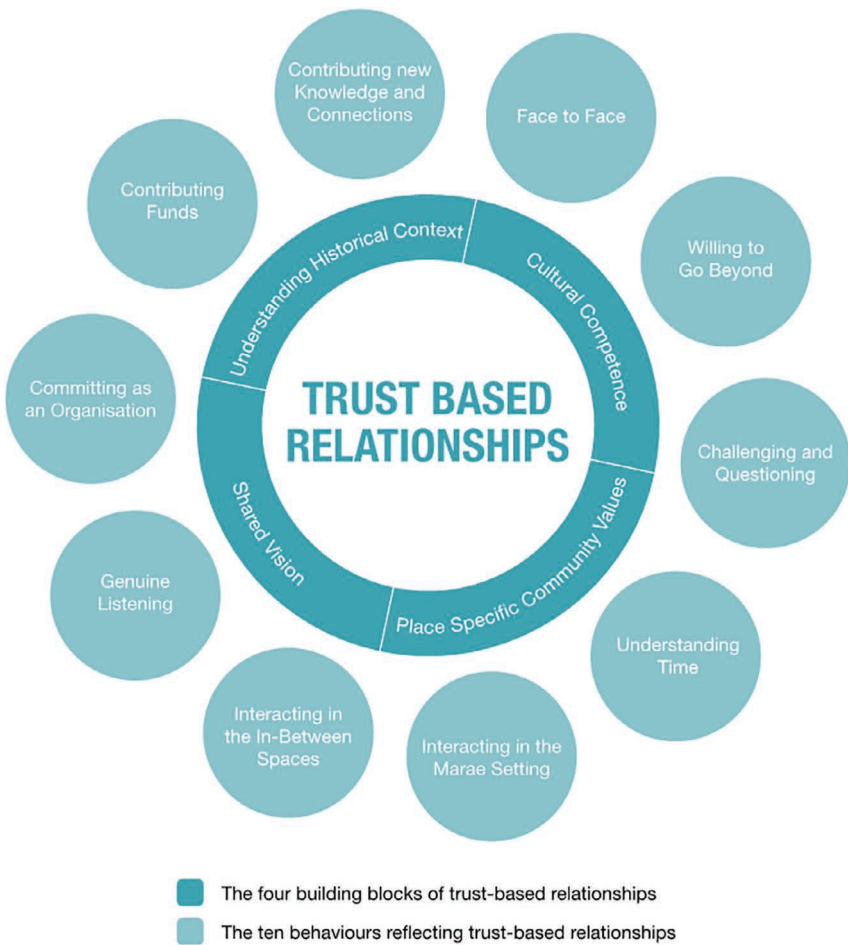 Contributing new
Knowledge and
Connections
Face to Face
Contributing
Funds
Willing to
Go Beyond
Understanding Historical Context
Cultural Competence
Committing as
an Organisation
TRUST BASED
RELATIONSHIPS
Challenging and
Questioning
Shared Vision
Place Specific Community Values
Genuine
Listening
Understanding
Time
Interacting in
the In-Between
Spaces
Interacting in the
Marae Setting
The four building blocks of trust-based relationships
The ten behaviours reflecting trust-based relationships